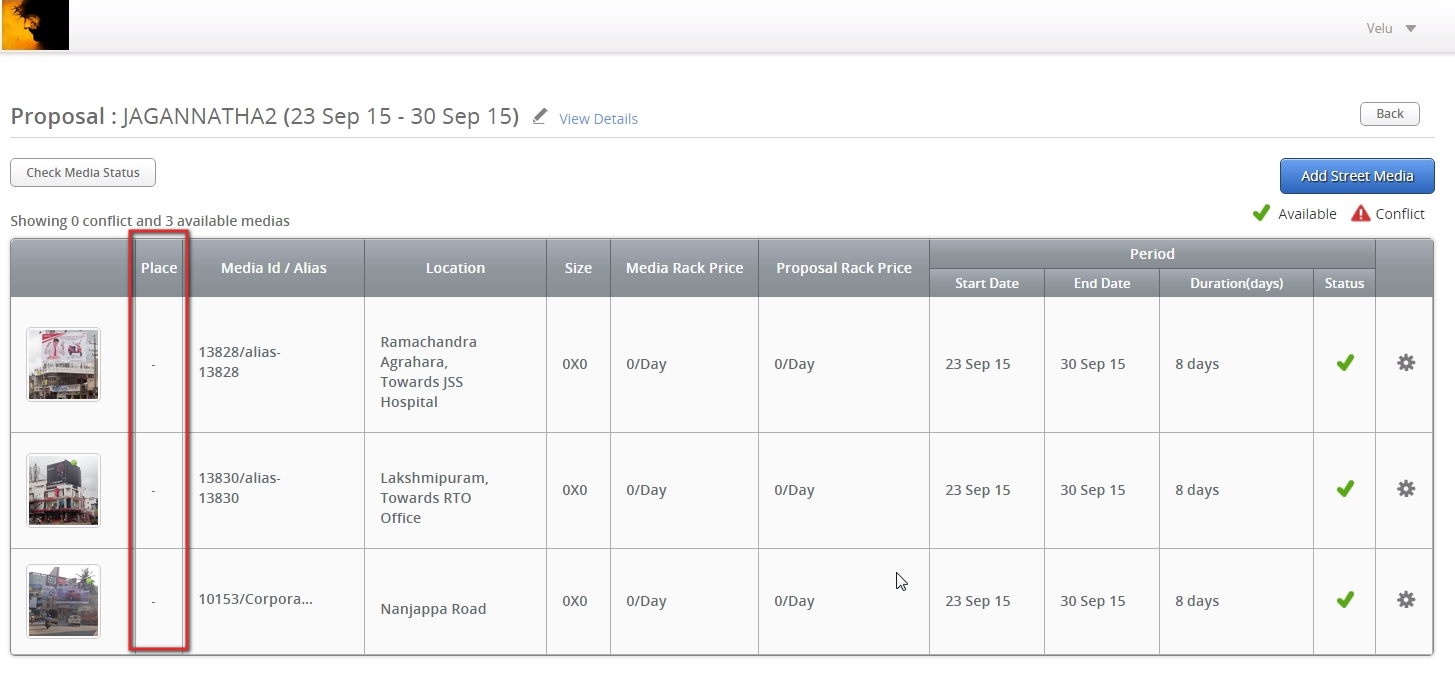 Velu
Proposal : JAGANNATHA2 (23 Sep 15 - 30 Sep 15) View Details
Back
Check Media Status
Add Street Media
Showing 0 conflict and 3 available medias
Available Conflict
Place Media Id / Alias Location Size Media Rack Price Proposal Rack Price Period
Start Date End Date Duration(days) Status
- 13828/alias-
13828
Ramachandra
Agrahara,
Towards JSS
Hospital
0X0 0/Day 0/Day 23 Sep 15 30 Sep 15 8 days
- 13830/alias-
13830
Lakshmipuram,
Towards RTO
Office
0X0 0/Day 0/Day 23 Sep 15 30 Sep 15 8 days
- 10153/Corpora...
Nanjappa Road
0X0 0/Day 0/Day 23 Sep 15 30 Sep 15 8 days